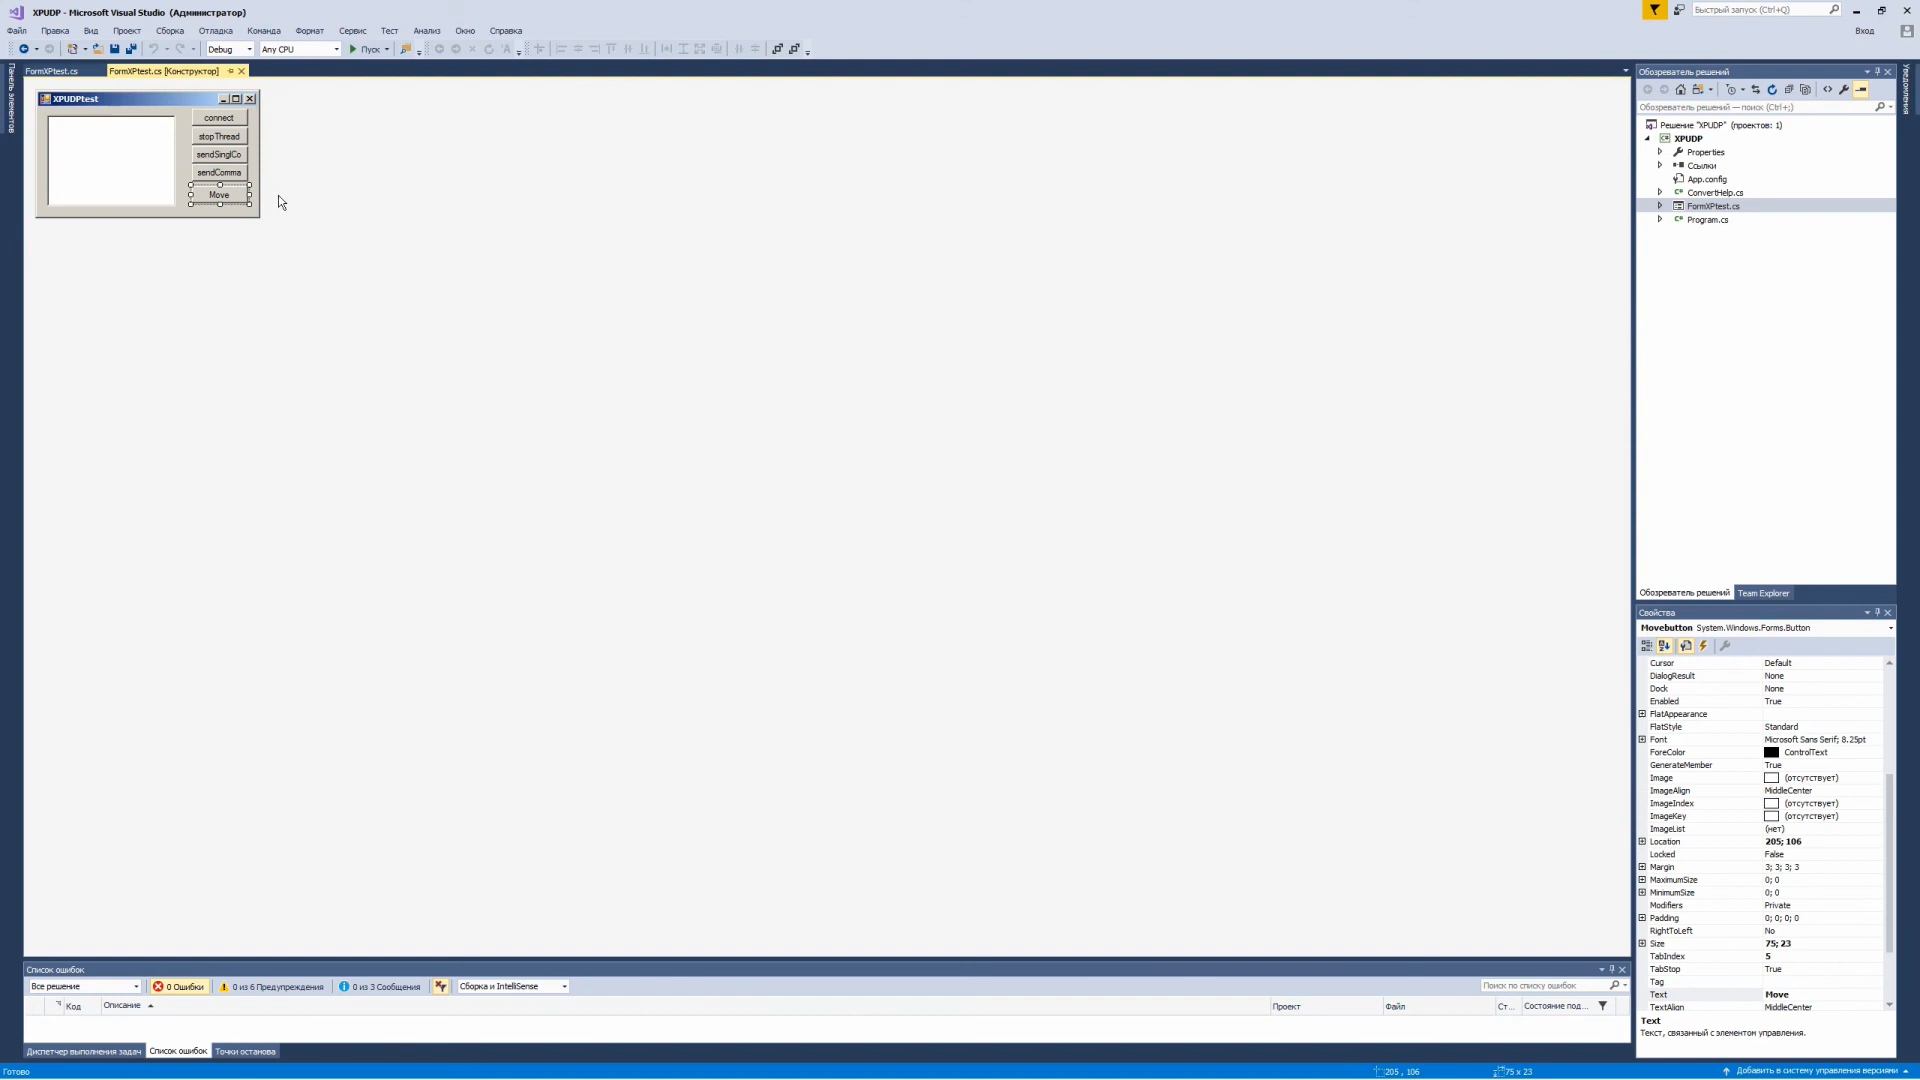 XPUDP - Microsoft Visual Studio (Администратор)
Быстрый запуск (Ctrl+Q)
Файл Правка Вид Проект Сборка Отладка Команда Формат Сервис Тест Анализ Окно Справка
Вход
Debug Any CPU Пуск
Панель элементов
FormXPtest.cs FormXPtest.cs [Конструктор]
XPUDPtest
connect
stopThread
sendSinglCo
sendComma
Move
Уведомления
Обозреватель решений
Обозреватель решений — поиск (Ctrl+;)
Решение "XPUDP" (проектов: 1)
XPUDP
Properties
Ссылки
App.config
ConvertHelp.cs
FormXPtest.cs
Program.cs
Обозреватель решений Team Explorer
Свойства
Movebutton System.Windows.Forms.Button
Cursor Default
DialogResult None
Dock None
Enabled True
FlatAppearance
FlatStyle Standard
Font Microsoft Sans Serif; 8.25pt
ForeColor ControlText
GenerateMember True
Image (отсутствует)
ImageAlign MiddleCenter
ImageIndex (отсутствует)
ImageKey (отсутствует)
ImageList (нет)
Location 205; 106
Locked False
Margin 3; 3; 3; 3
MaximumSize 0; 0
MinimumSize 0; 0
Modifiers Private
Padding 0; 0; 0; 0
RightToLeft No
Size 75; 23
TabIndex 5
TabStop True
Tag
Text Move
TextAlign MiddleCenter
Text
Текст, связанный с элементом управления.
Список ошибок
Все решение 0 Ошибки 0 из 6 Предупреждения 0 из 3 Сообщения Сборка и IntelliSense Поиск по списку ошибок
Код Описание Проект Файл Ст... Состояние под...
Диспетчер выполнения задач Список ошибок Точки останова
Готово 205 , 106 75 x 23 Добавить в систему управления версиями